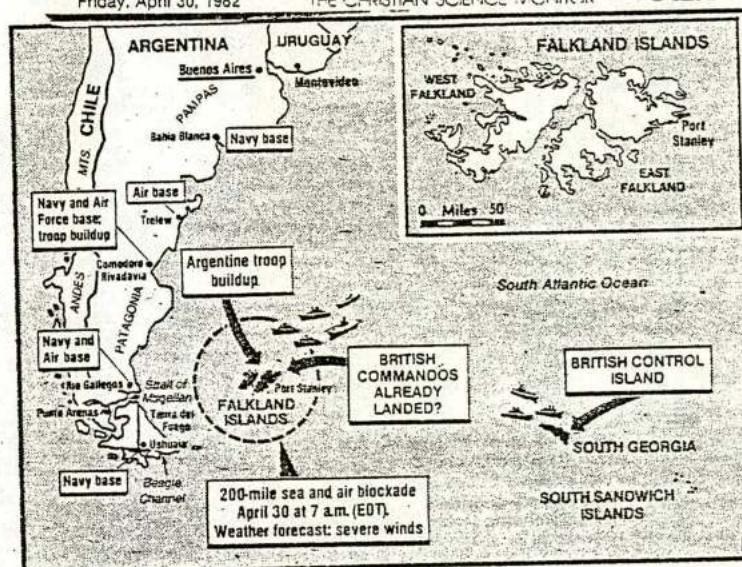 Friday, April 30, 1982
THE CHRISTIAN SCIENCE MONITOR
ARGENTINA
URUGUAY
Buenos Aires
Montevideo
PAMPAS
CHILE
MTS.
ANDES
Bahia Blanca
Navy base
Air base
Trelew
Navy and Air
Force base;
troop buildup
Comodoro
Rivadavia
PATAGONIA
Navy and
Air base
Rio Gallegos
Strait of
Magellan
Punta Arenas
Tierra del
Fuego
Ushuaia
Navy base
Beagle
Channel
Argentine troop
buildup
Port Stanley
FALKLAND
ISLANDS
BRITISH
COMMANDOS
ALREADY
LANDED?
200-mile sea and air blockade
April 30 at 7 a.m. (EDT).
Weather forecast: severe winds
FALKLAND ISLANDS
WEST
FALKLAND
Port
Stanley
EAST
FALKLAND
0 Miles 50
South Atlantic Ocean
BRITISH CONTROL
ISLAND
SOUTH GEORGIA
SOUTH SANDWICH
ISLANDS